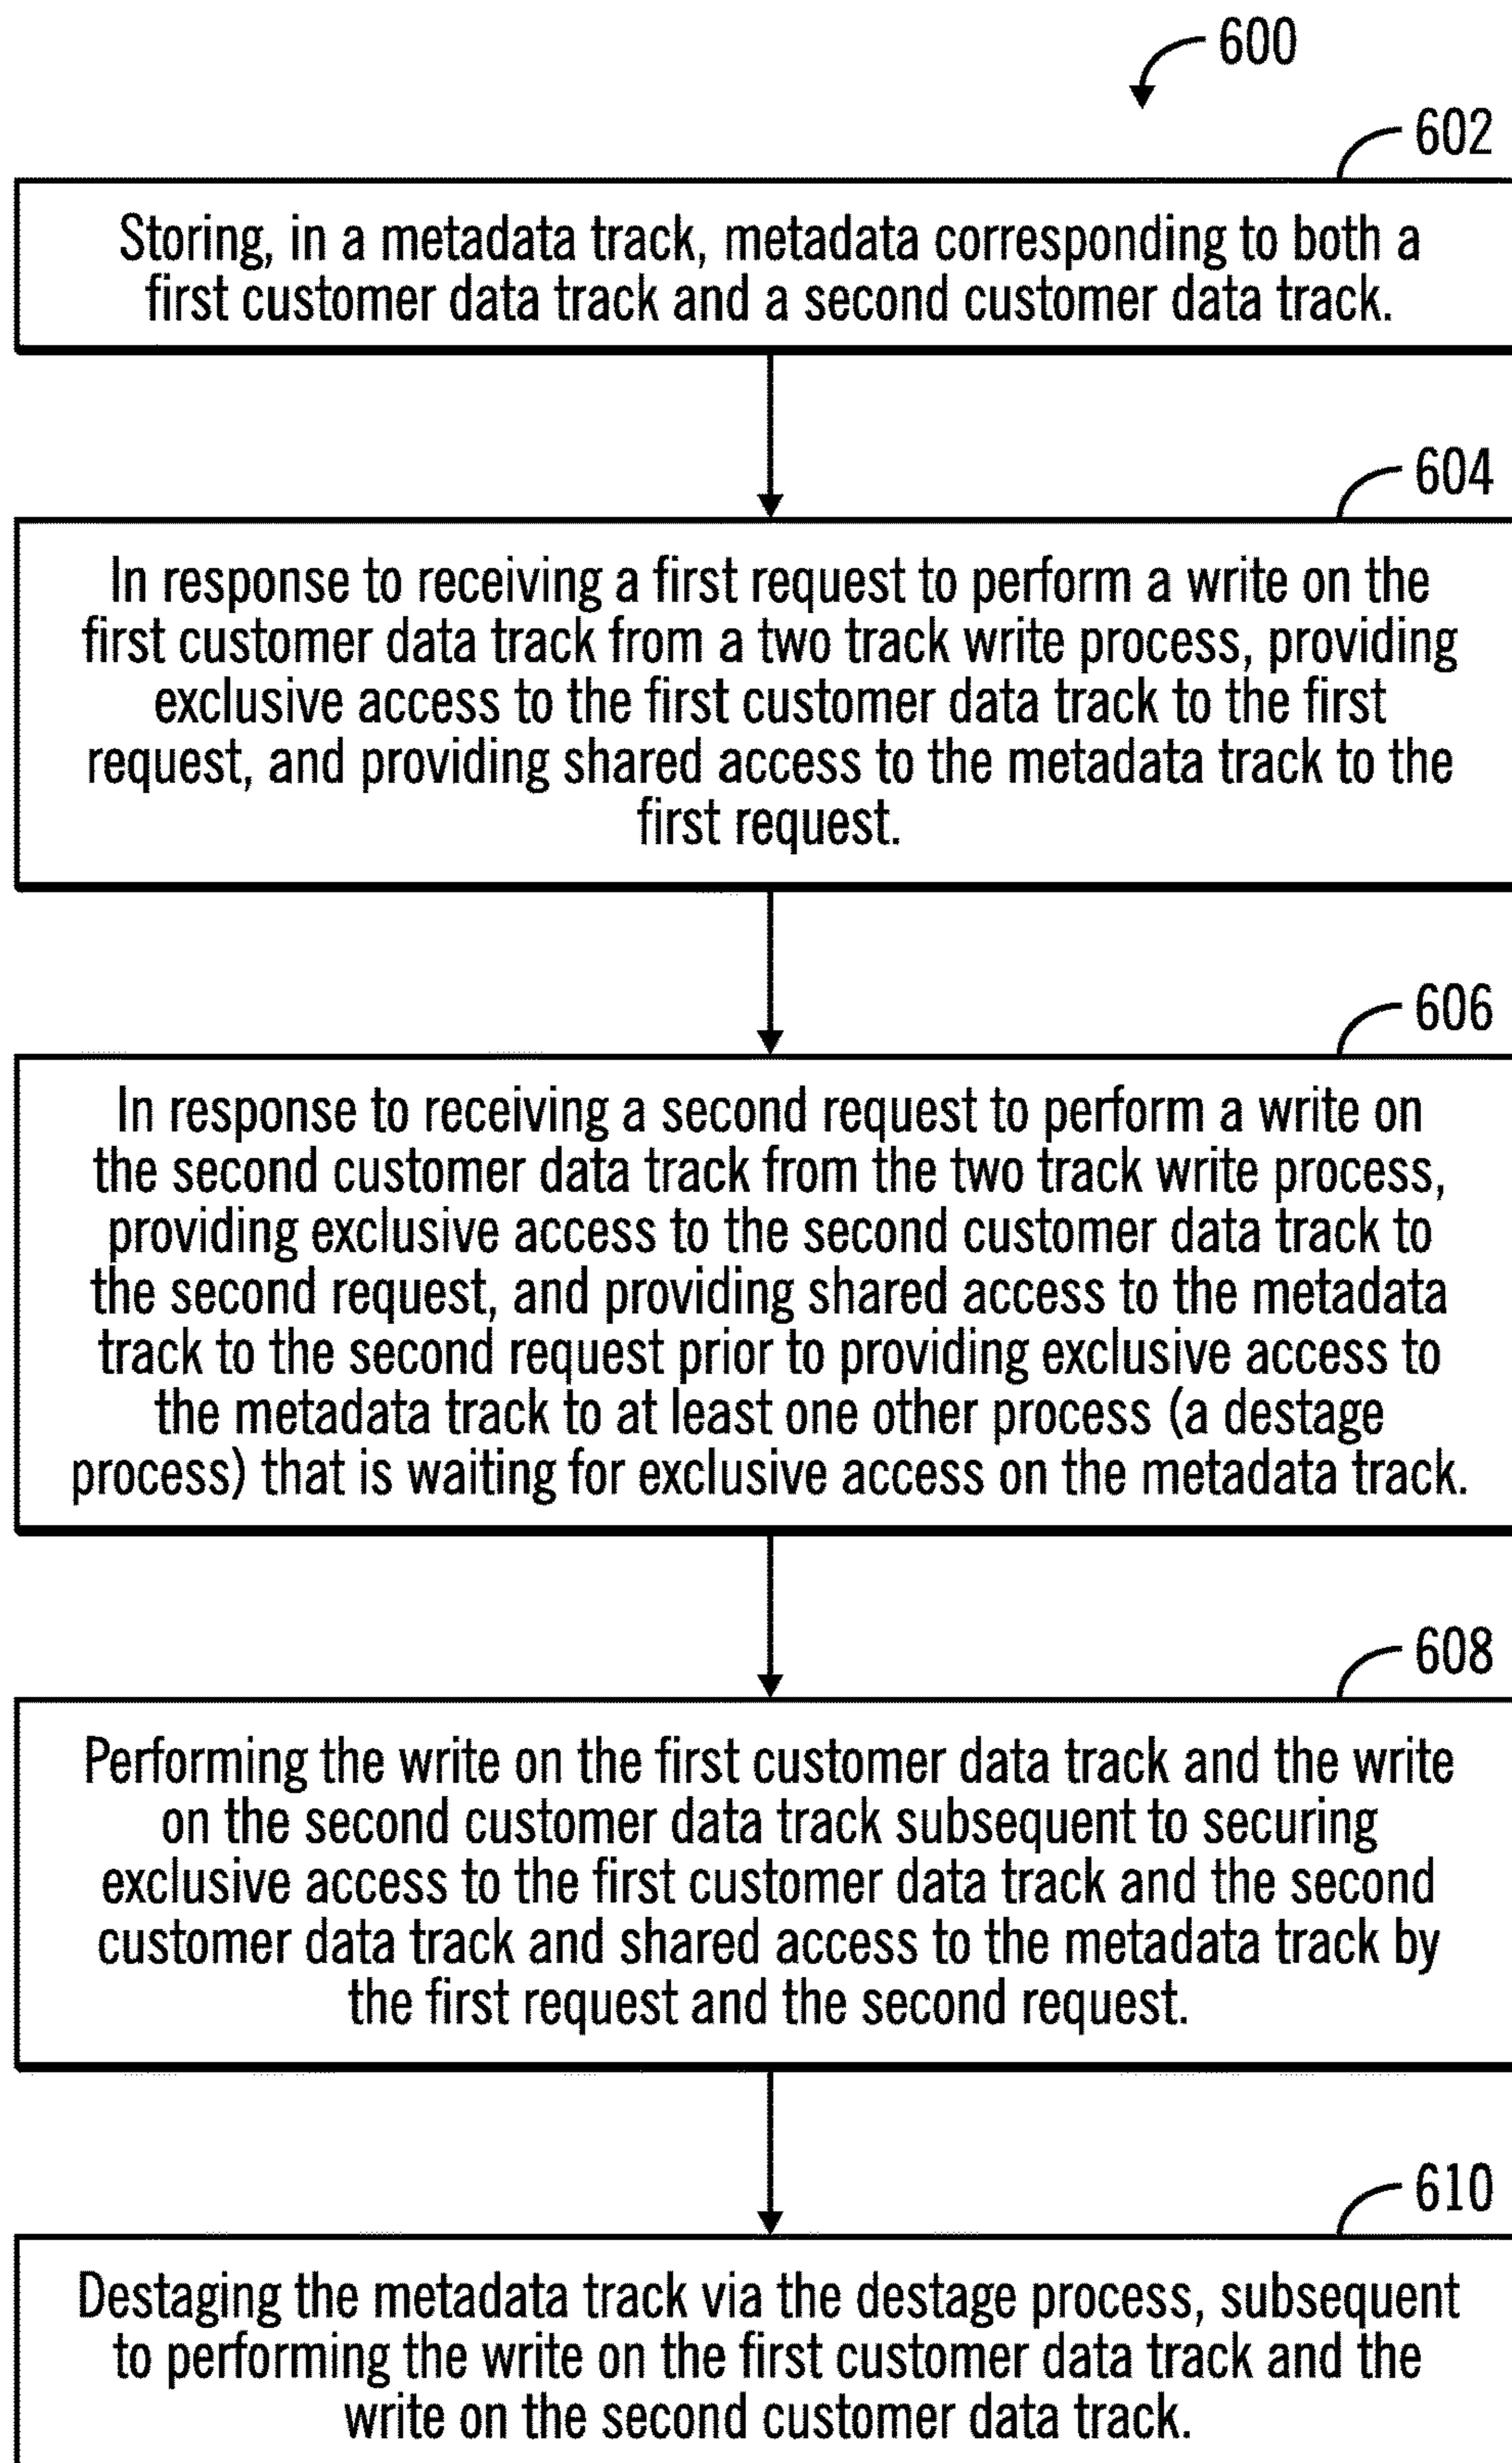 600
602
Storing, in a metadata track, metadata corresponding to both a
first customer data track and a second customer data track.
604
In response to receiving a first request to perform a write on the
first customer data track from a two track write process, providing
exclusive access to the first customer data track to the first
request, and providing shared access to the metadata track to the
first request.
606
In response to receiving a second request to perform a write on
the second customer data track from the two track write process,
providing exclusive access to the second customer data track to
the second request, and providing shared access to the metadata
track to the second request prior to providing exclusive access to
the metadata track to at least one other process (a destage
process) that is waiting for exclusive access on the metadata track.
608
Performing the write on the first customer data track and the write
on the second customer data track subsequent to securing
exclusive access to the first customer data track and the second
customer data track and shared access to the metadata track by
the first request and the second request.
610
Destaging the metadata track via the destage process, subsequent
to performing the write on the first customer data track and the
write on the second customer data track.